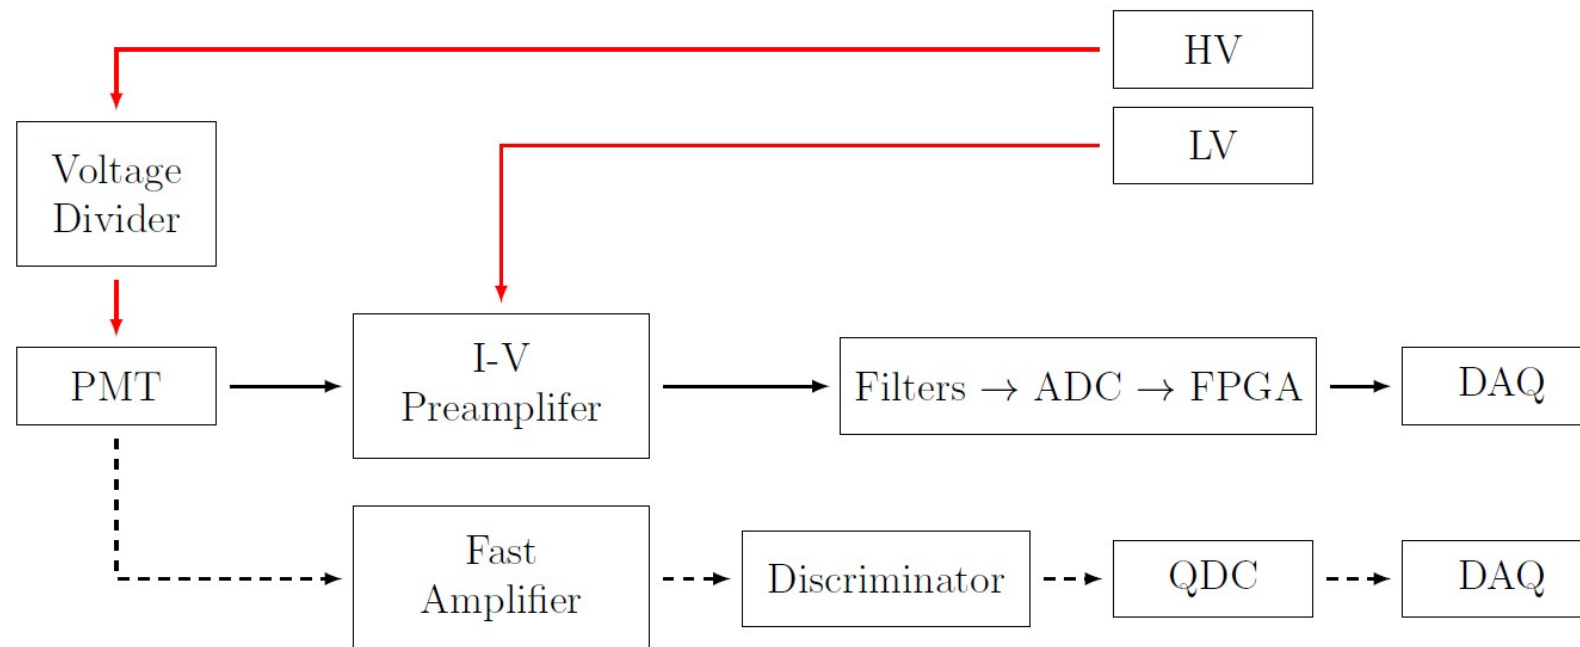 HV
LV
Voltage
Divider
PMT
I-V
Preamplifer
Filters → ADC → FPGA
DAQ
Fast
Amplifier
Discriminator
QDC
DAQ